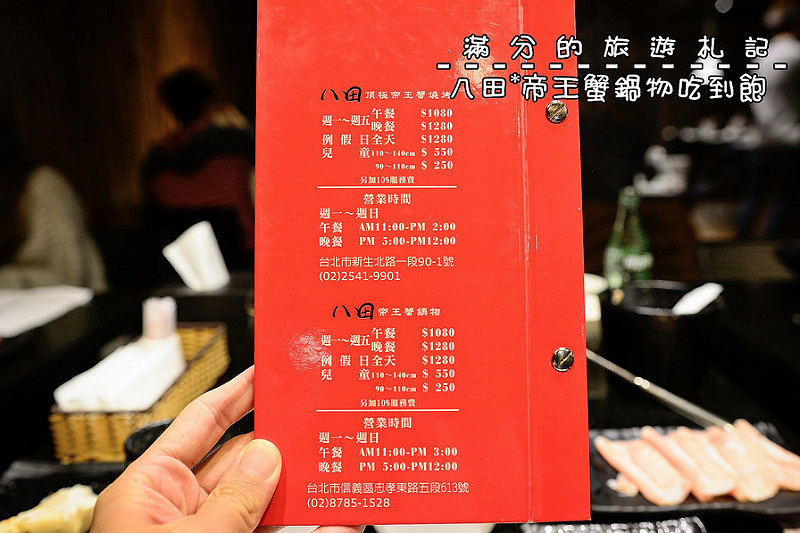 滿分的旅遊札記
八田*帝王蟹鍋物吃到飽
八田 頂極帝王蟹燒烤
週一～週五 午餐 $1080
晚餐 $1280
例假日全天 $1280
兒童 110～140cm $ 550
90～110cm $ 250
另加10%服務費
營業時間
週一～週日
午餐 AM11:00-PM 2:00
晚餐 PM 5:00-PM12:00
台北市新生北路一段90-1號
(02)2541-9901
八田 帝王蟹鍋物
週一～週五 午餐 $1080
晚餐 $1280
例假日全天 $1280
兒童 110～140cm $ 550
90～110cm $ 250
另加10%服務費
營業時間
週一～週日
午餐 AM11:00-PM 3:00
晚餐 PM 5:00-PM12:00
台北市信義區忠孝東路五段613號
(02)8785-1528